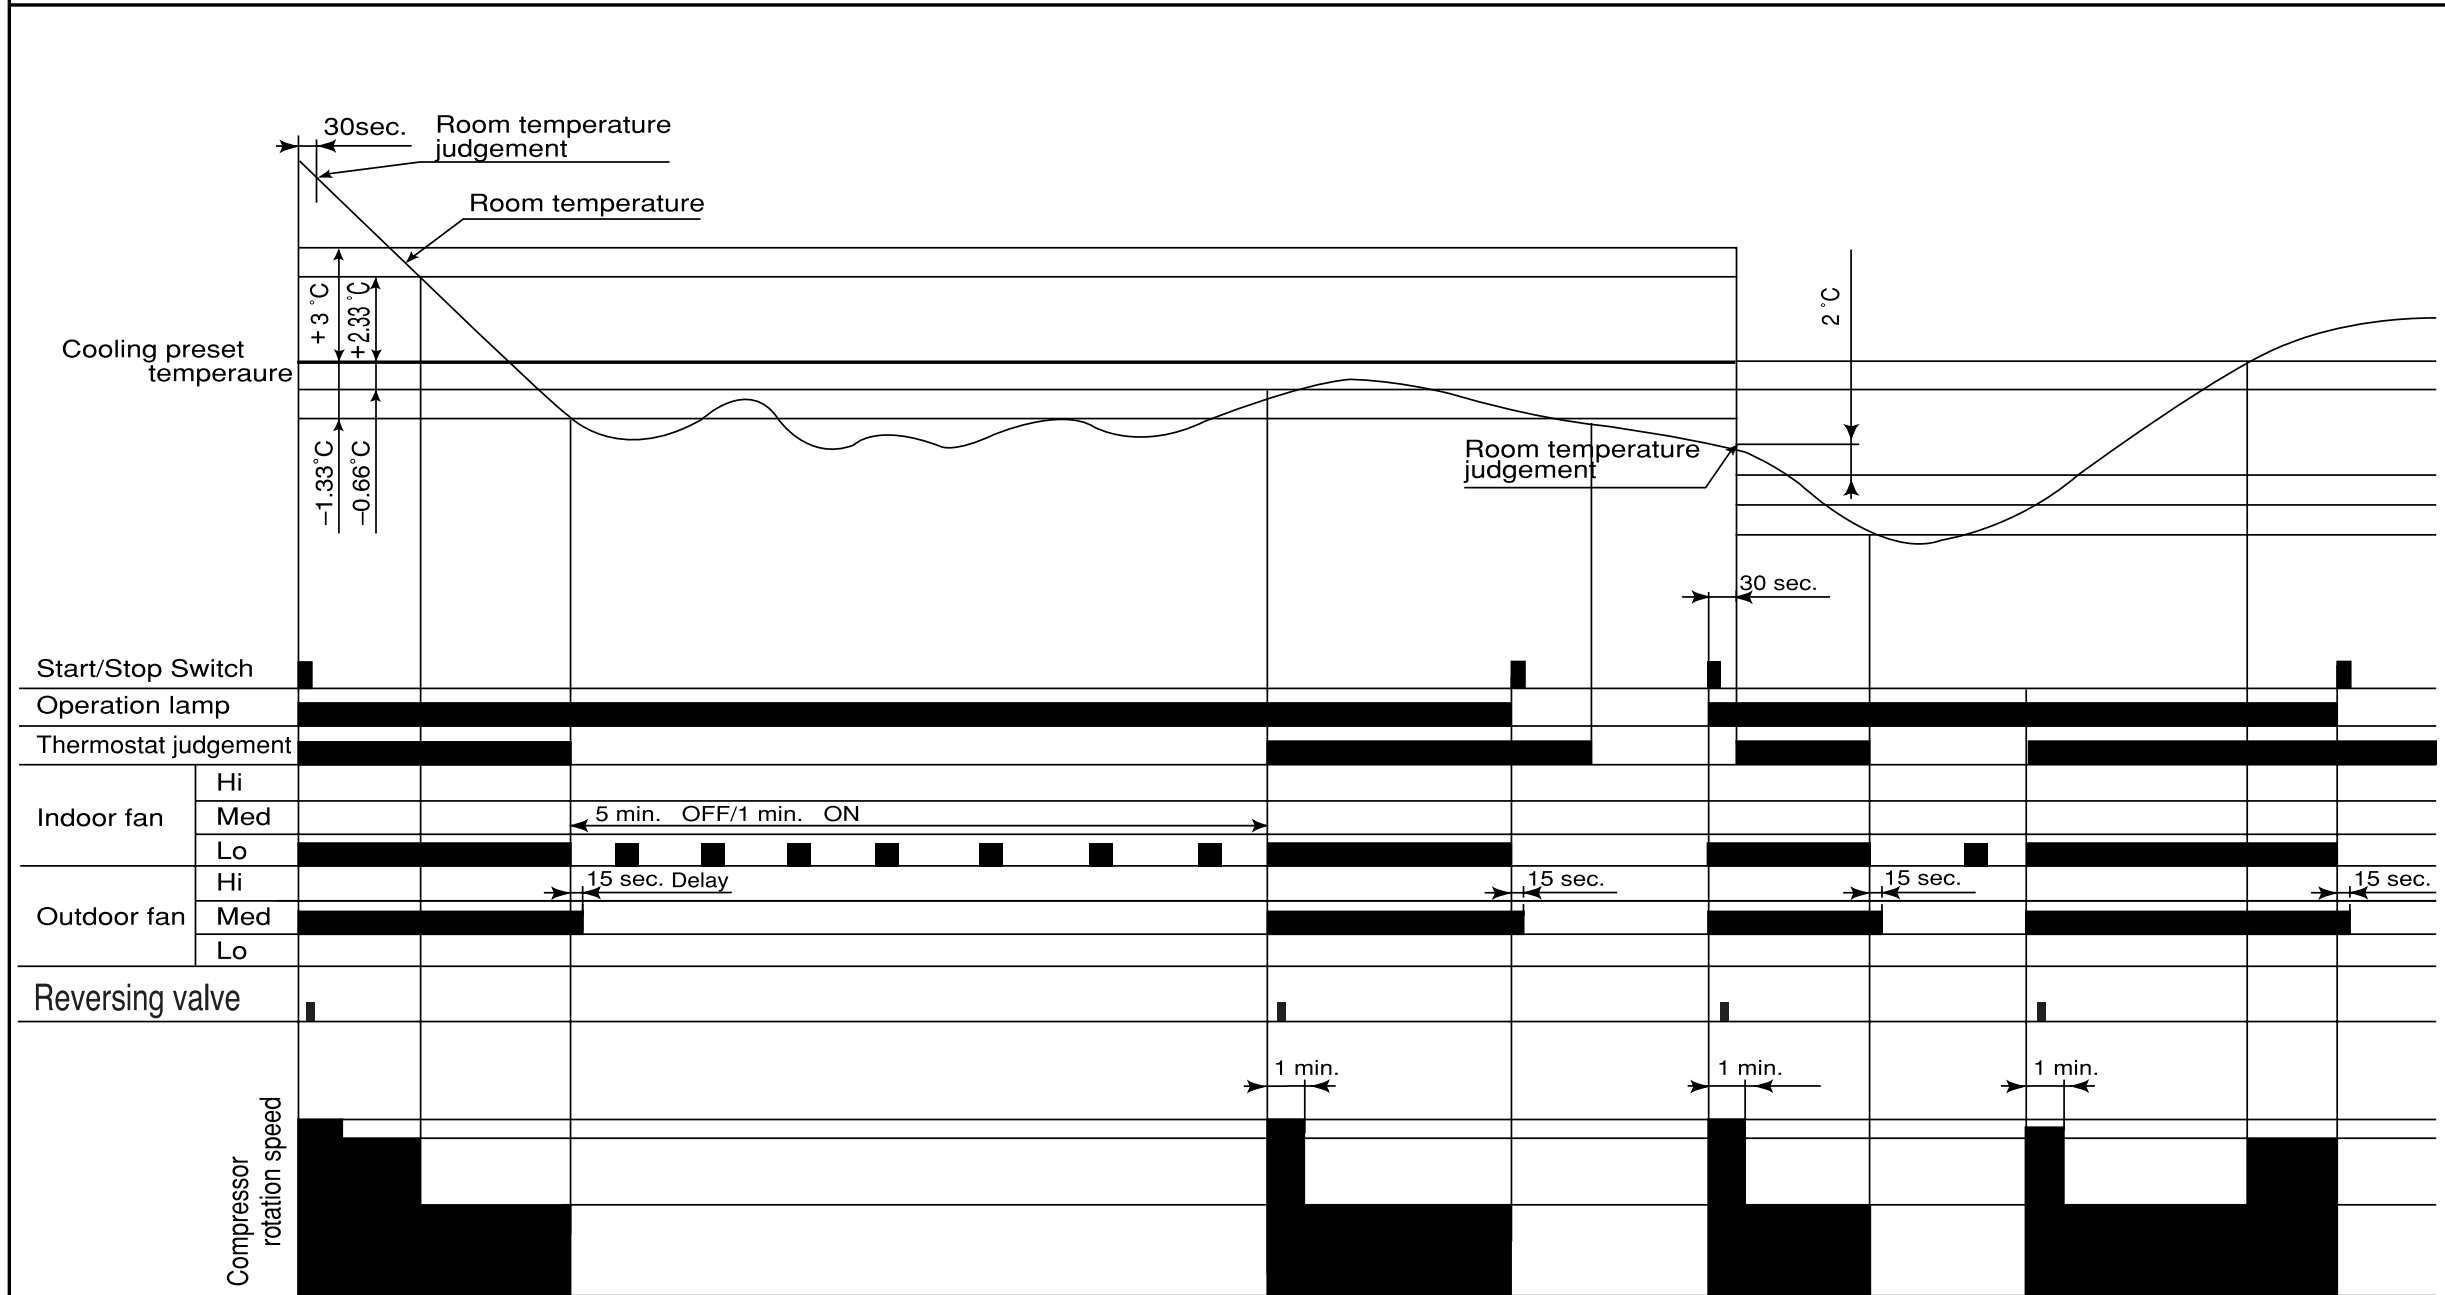 30sec.
Room temperature
judgement
Room temperature
+ 3 °C
+2.33 °C
2 °C
Cooling preset
temperaure
−1.33°C
−0.66°C
Room temperature
judgement
30 sec.
Start/Stop Switch
Operation lamp
Thermostat judgement
Indoor fan
Hi
Med
Lo
5 min. OFF/1 min. ON
Outdoor fan
Hi
Med
Lo
15 sec. Delay
15 sec.
15 sec.
15 sec.
Reversing valve
1 min.
1 min.
1 min.
Compressor
rotation speed